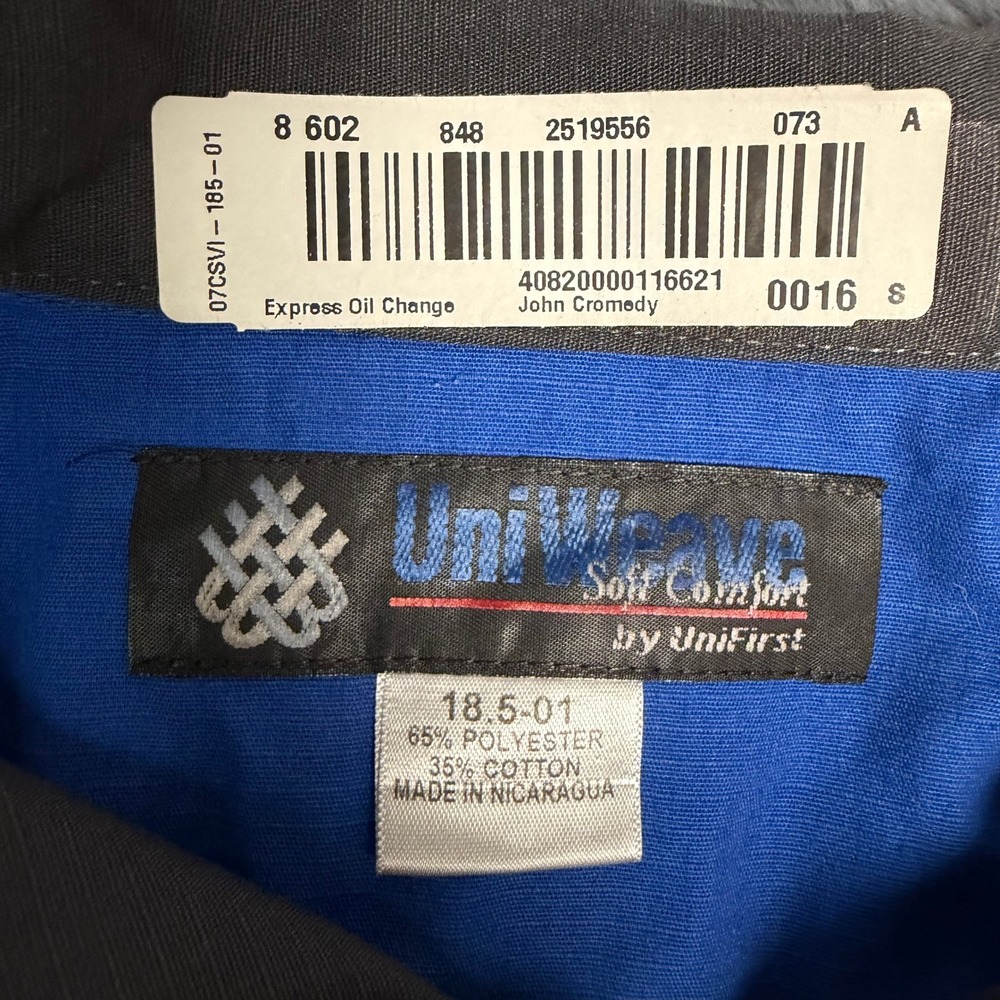 07CSVI-185-01
8 602 848 2519556 073 A
40820000116621
Express Oil Change John Cromedy 0016 S
UniWeave
Soft Comfort
by UniFirst
18.5-01
65% POLYESTER
35% COTTON
MADE IN NICARAGUA